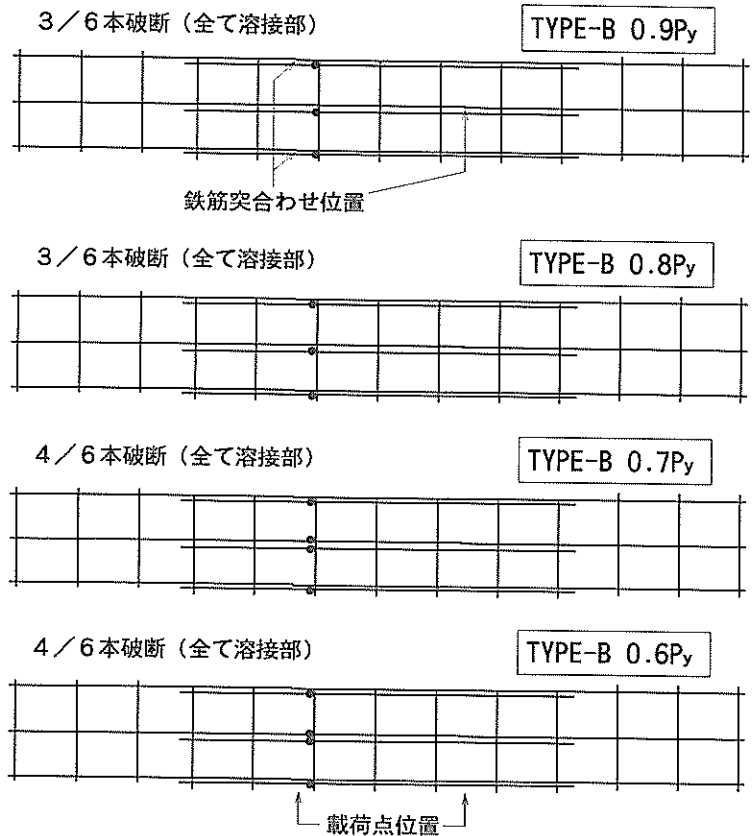 3／6本破断（全て溶接部）
TYPE-B 0.9Py
鉄筋突合わせ位置
3／6本破断（全て溶接部）
TYPE-B 0.8Py
4／6本破断（全て溶接部）
TYPE-B 0.7Py
4／6本破断（全て溶接部）
TYPE-B 0.6Py
載荷点位置